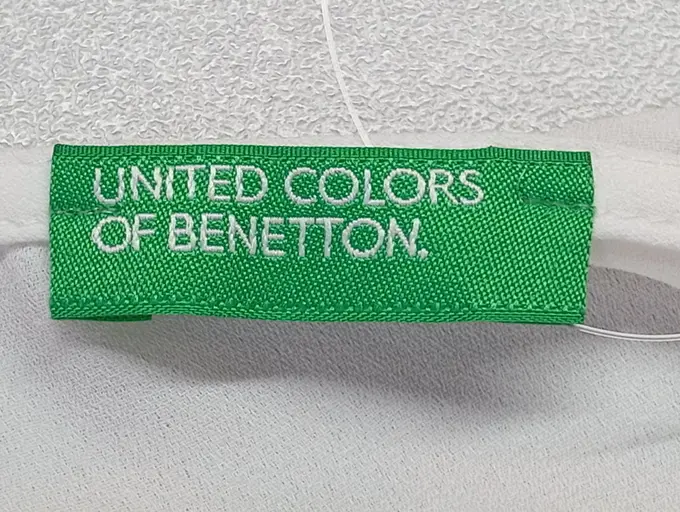 UNITED COLORS
OF BENETTON.